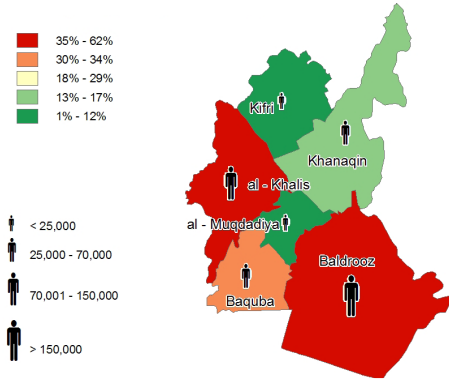 35% - 62%
30% - 34%
18% - 29%
13% - 17%
1% - 12%
Kifri
Khanaqin
al - Khalis
al - Muqdadiya
Baldrooz
Baquba
< 25,000
25,000 - 70,000
70,001 - 150,000
> 150,000